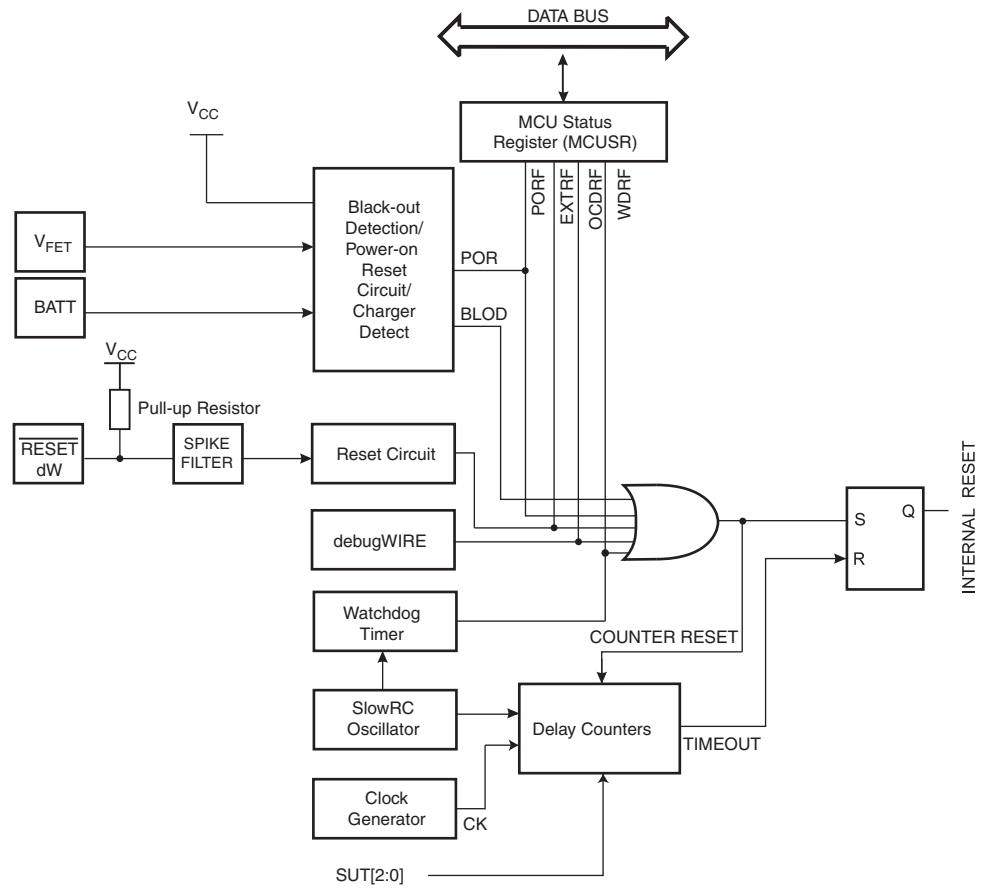 DATA BUS
MCU Status
Register (MCUSR)
PORF
EXTRF
OCDRF
WDRF
VCC
Black-out
Detection/
Power-on
Reset
Circuit/
Charger
Detect
VFET
BATT
POR
BLOD
VCC
Pull-up Resistor
RESET
dW
SPIKE
FILTER
Reset Circuit
debugWIRE
S
Q
R
INTERNAL RESET
Watchdog
Timer
COUNTER RESET
SlowRC
Oscillator
Delay Counters
TIMEOUT
Clock
Generator
CK
SUT[2:0]